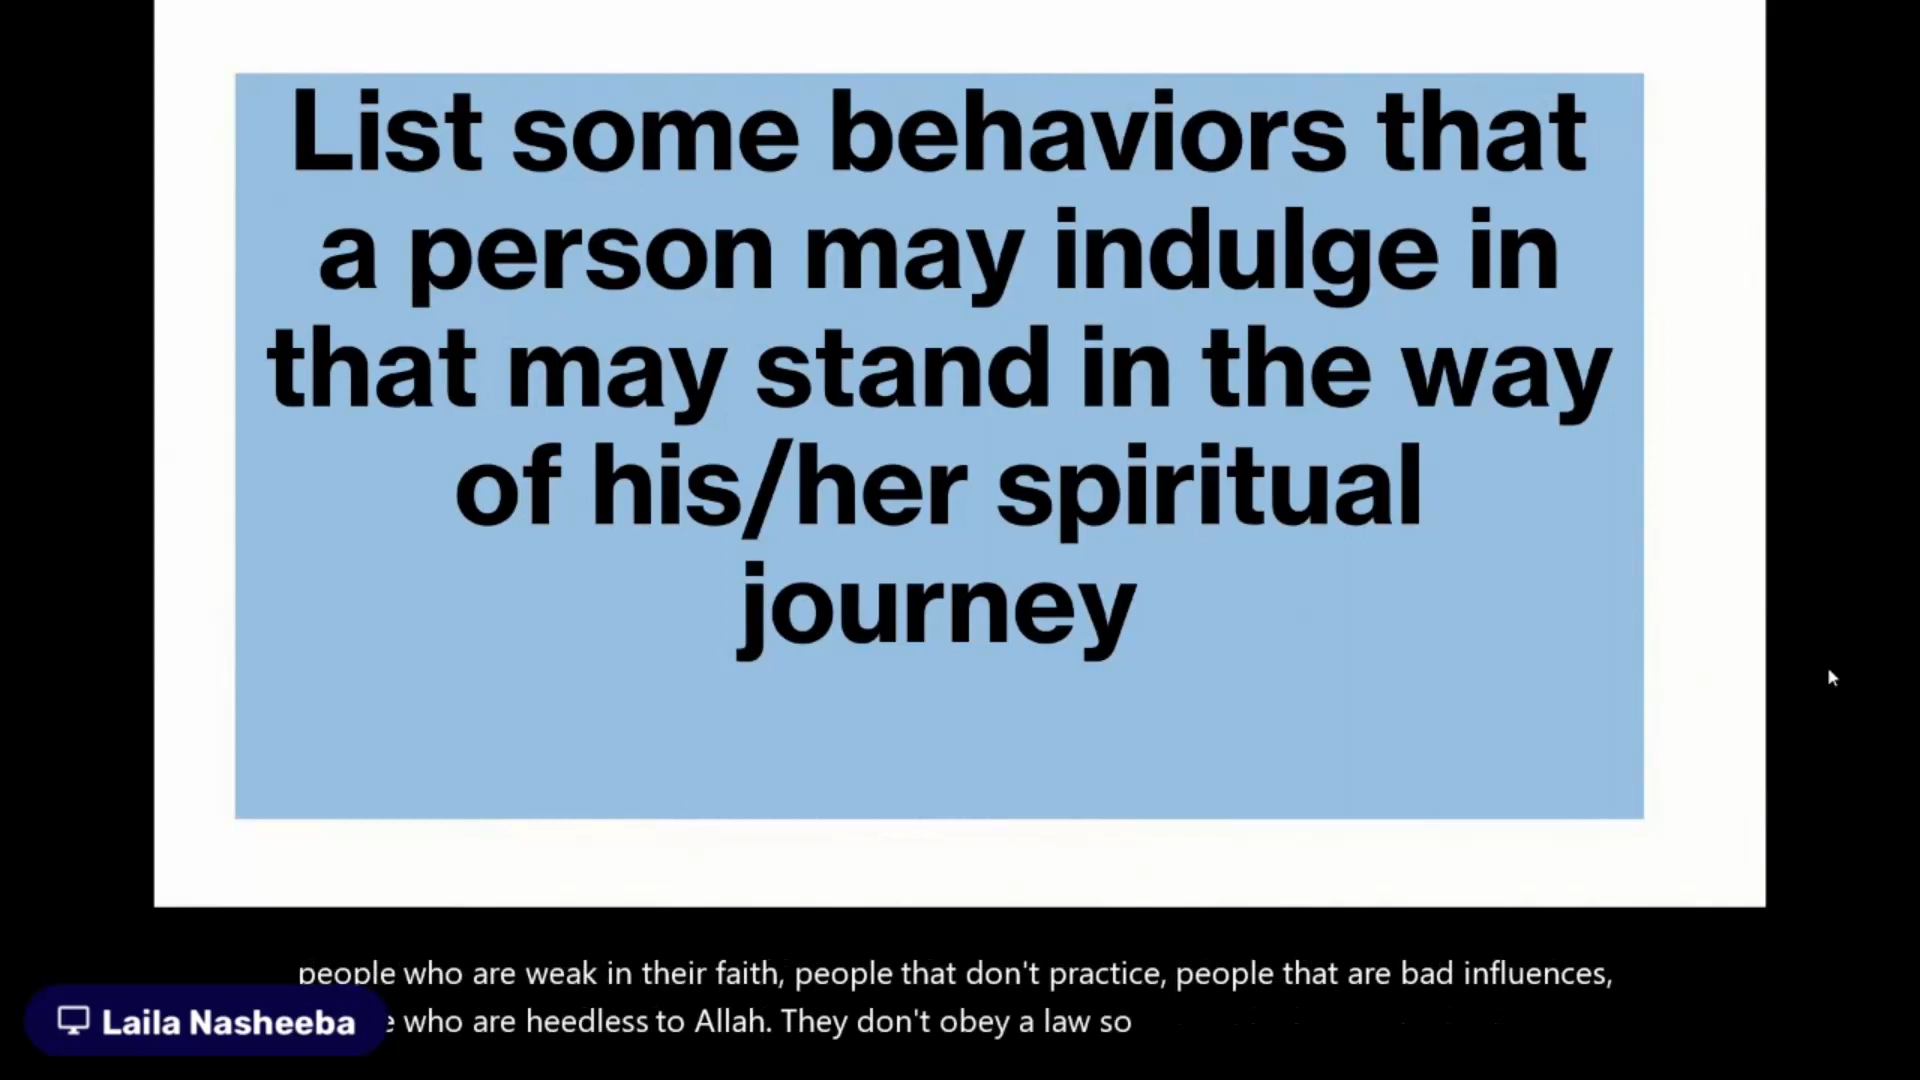 List some behaviors that
a person may indulge in
that may stand in the way
of his/her spiritual
journey
people who are weak in their faith, people that don't practice, people that are bad influences,
who are heedless to Allah. They don't obey a law so
Laila Nasheeba